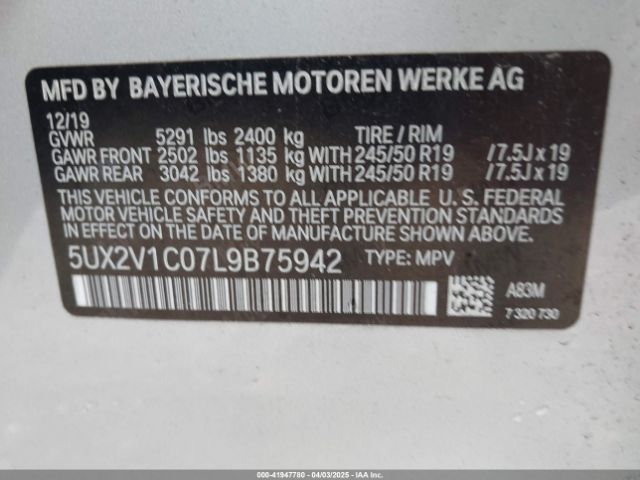 MFD BY BAYERISCHE MOTOREN WERKE AG
12/19
GVWR 5291 lbs 2400 kg TIRE / RIM
GAWR FRONT 2502 lbs 1135 kg WITH 245/50 R19 /7.5J x 19
GAWR REAR 3042 lbs 1380 kg WITH 245/50 R19 /7.5J x 19
THIS VEHICLE CONFORMS TO ALL APPLICABLE U. S. FEDERAL
MOTOR VEHICLE SAFETY AND THEFT PREVENTION STANDARDS
IN EFFECT ON THE DATE OF MANUFACTURE SHOWN ABOVE.
5UX2V1C07L9B75942 TYPE: MPV
A83M
7 320 730
000-41947780 - 04/03/2025 - IAAI.COM